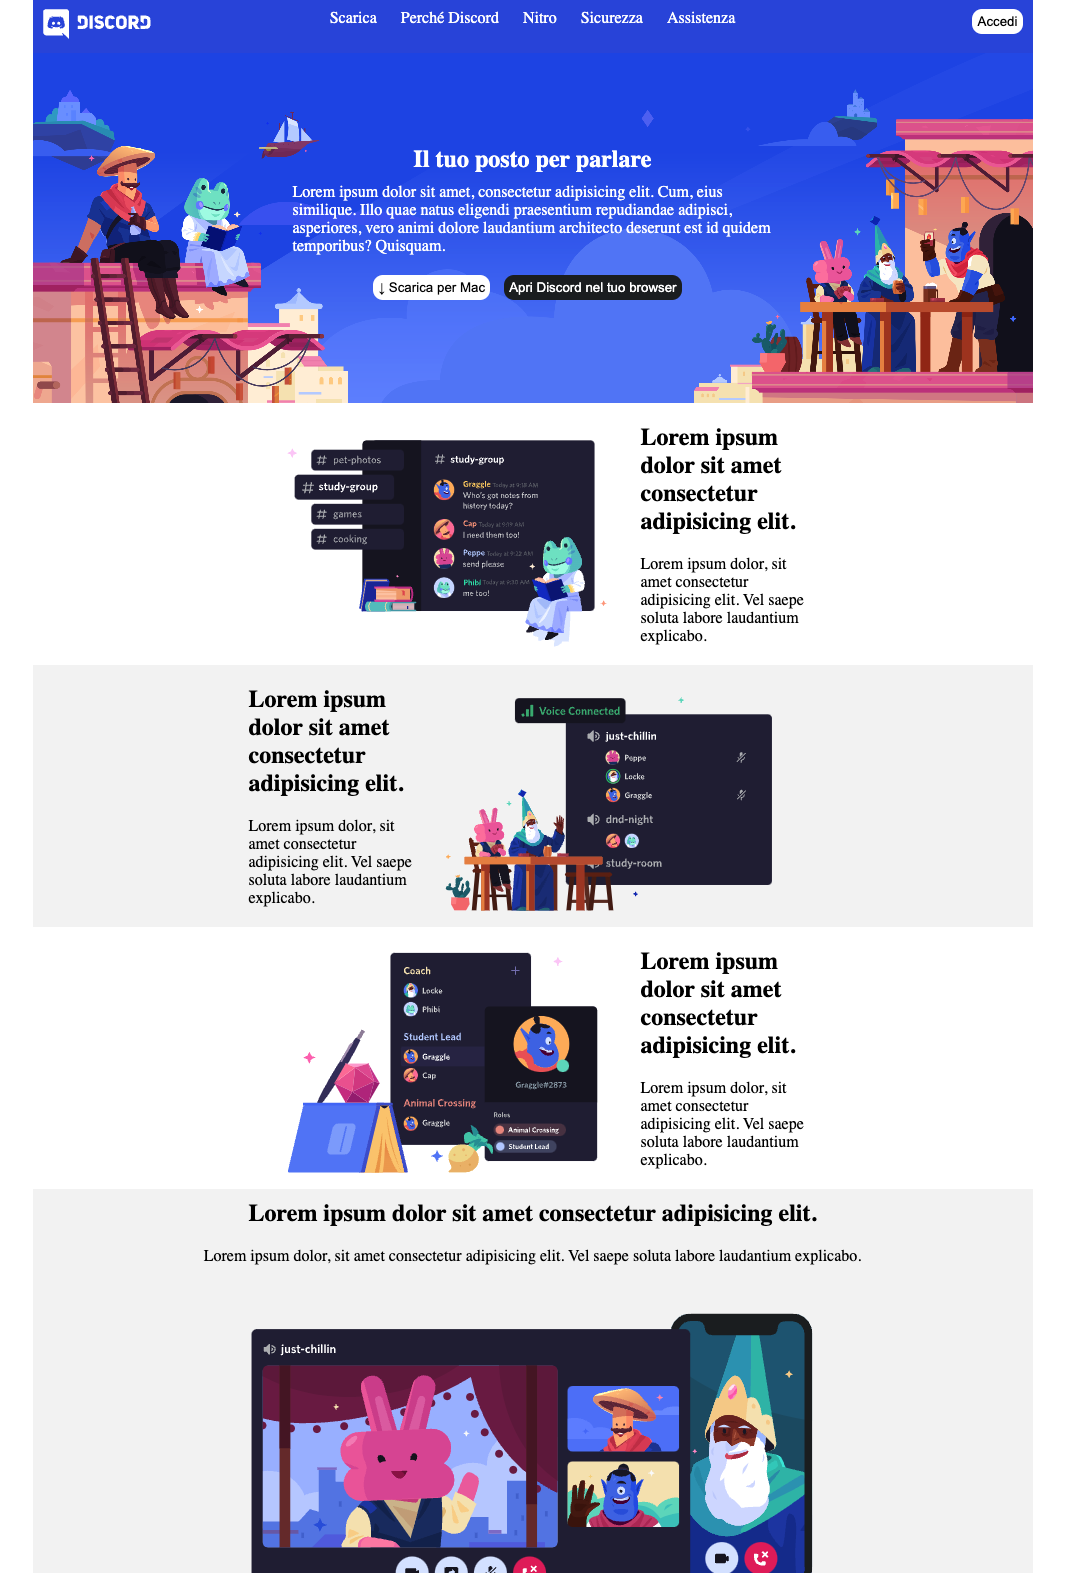 DISCORD
Scarica Perché Discord Nitro Sicurezza Assistenza
Accedi
Il tuo posto per parlare
Lorem ipsum dolor sit amet, consectetur adipisicing elit. Cum, eius
similique. Illo quae natus eligendi praesentium repudiandae adipisci,
asperiores, vero animi dolore laudantium architecto deserunt est id quidem
temporibus? Quisquam.
↓ Scarica per Mac
Apri Discord nel tuo browser
# pet-photos
# study-group
# games
# cooking
# study-group
Graggle Today at 9:18 AM
Who's got notes from
history today?
Cap Today at 9:19 AM
I need them too!
Peppe Today at 9:22 AM
send please
Phibi Today at 9:30 AM
me too!
Lorem ipsum
dolor sit amet
consectetur
adipisicing elit.
Lorem ipsum dolor, sit
amet consectetur
adipisicing elit. Vel saepe
soluta labore laudantium
explicabo.
Lorem ipsum
dolor sit amet
consectetur
adipisicing elit.
Lorem ipsum dolor, sit
amet consectetur
adipisicing elit. Vel saepe
soluta labore laudantium
explicabo.
Voice Connected
just-chillin
Peppe
Locke
Graggle
dnd-night
study-room
Coach
Locke
Phibi
Student Lead
Graggle
Cap
Animal Crossing
Graggle
Graggle#2873
Roles
Animal Crossing
Student Lead
Lorem ipsum
dolor sit amet
consectetur
adipisicing elit.
Lorem ipsum dolor, sit
amet consectetur
adipisicing elit. Vel saepe
soluta labore laudantium
explicabo.
Lorem ipsum dolor sit amet consectetur adipisicing elit.
Lorem ipsum dolor, sit amet consectetur adipisicing elit. Vel saepe soluta labore laudantium explicabo.
just-chillin